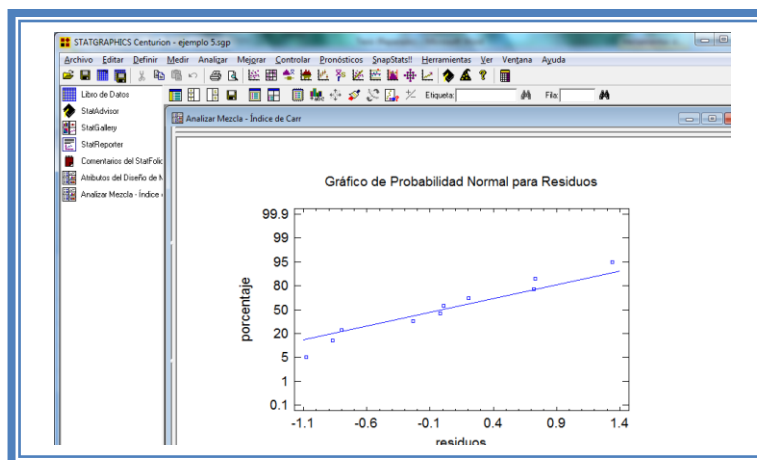 STATGRAPHICS Centurion - ejemplo 5.sgp
Archivo Editar Definir Medir Analizar Mejorar Controlar Pronósticos SnapStats!! Herramientas Ver Ventana Ayuda
Etiqueta: Fila:
Libro de Datos
StatAdvisor
StatGallery
StatReporter
Comentarios del StatFolio
Atributos del Diseño de M
Analizar Mezcla - Índice
Analizar Mezcla - Índice de Carr
Gráfico de Probabilidad Normal para Residuos
porcentaje
99.9
99
95
80
50
20
5
1
0.1
-1.1 -0.6 -0.1 0.4 0.9 1.4
residuos